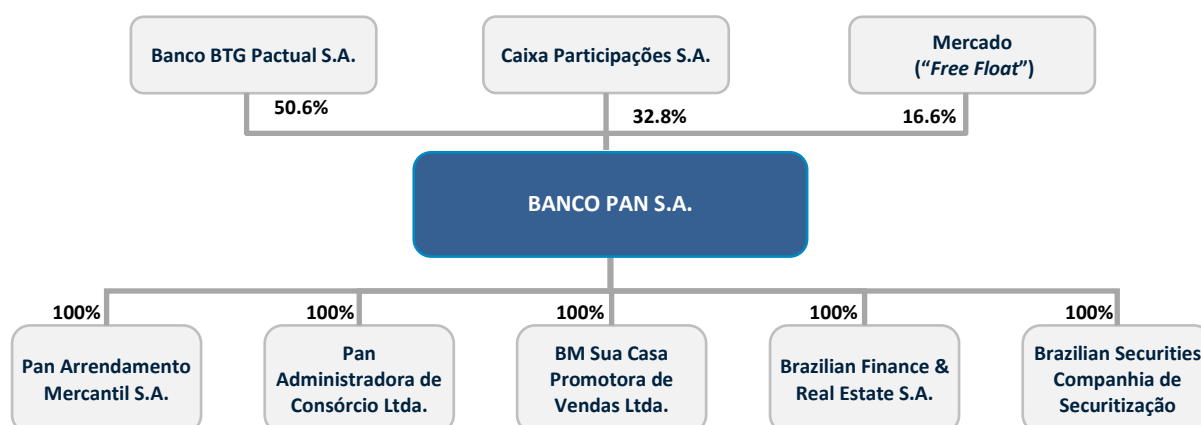 Banco BTG Pactual S.A.
Caixa Participações S.A.
Mercado
(“Free Float”)
50.6%
32.8%
16.6%
BANCO PAN S.A.
100%
100%
100%
100%
100%
Pan Arrendamento
Mercantil S.A.
Pan
Administradora de
Consórcio Ltda.
BM Sua Casa
Promotora de
Vendas Ltda.
Brazilian Finance &
Real Estate S.A.
Brazilian Securities
Companhia de
Securitização